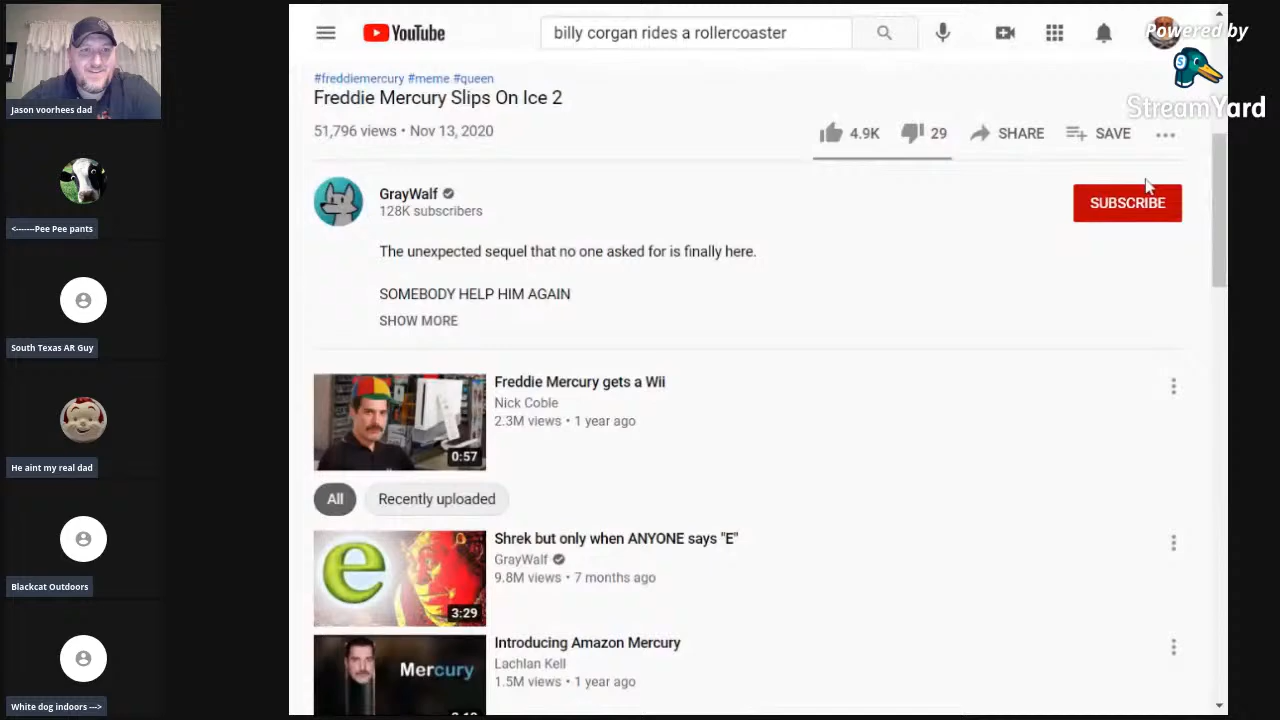 YouTube
billy corgan rides a rollercoaster
Powered by
StreamYard
Jason voorhees dad
<-------Pee Pee pants
South Texas AR Guy
He aint my real dad
Blackcat Outdoors
White dog indoors --->
#freddiemercury #meme #queen
Freddie Mercury Slips On Ice 2
51,796 views • Nov 13, 2020
4.9K
29
SHARE
SAVE
GrayWalf
128K subscribers
SUBSCRIBE
The unexpected sequel that no one asked for is finally here.
SOMEBODY HELP HIM AGAIN
SHOW MORE
0:57
Freddie Mercury gets a Wii
Nick Coble
2.3M views • 1 year ago
All
Recently uploaded
e
3:29
Shrek but only when ANYONE says "E"
GrayWalf
9.8M views • 7 months ago
Mercury
Introducing Amazon Mercury
Lachlan Kell
1.5M views • 1 year ago